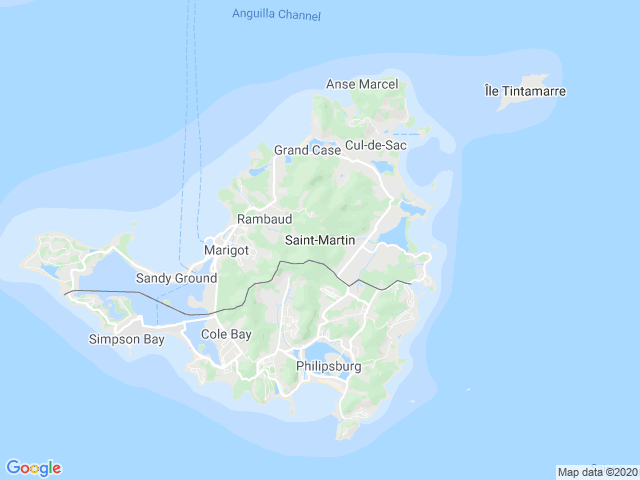 Anguilla Channel
Anse Marcel
Île Tintamarre
Cul-de-Sac
Grand Case
Rambaud
Saint-Martin
Marigot
Sandy Ground
Cole Bay
Simpson Bay
Philipsburg
Google
Map data ©2020